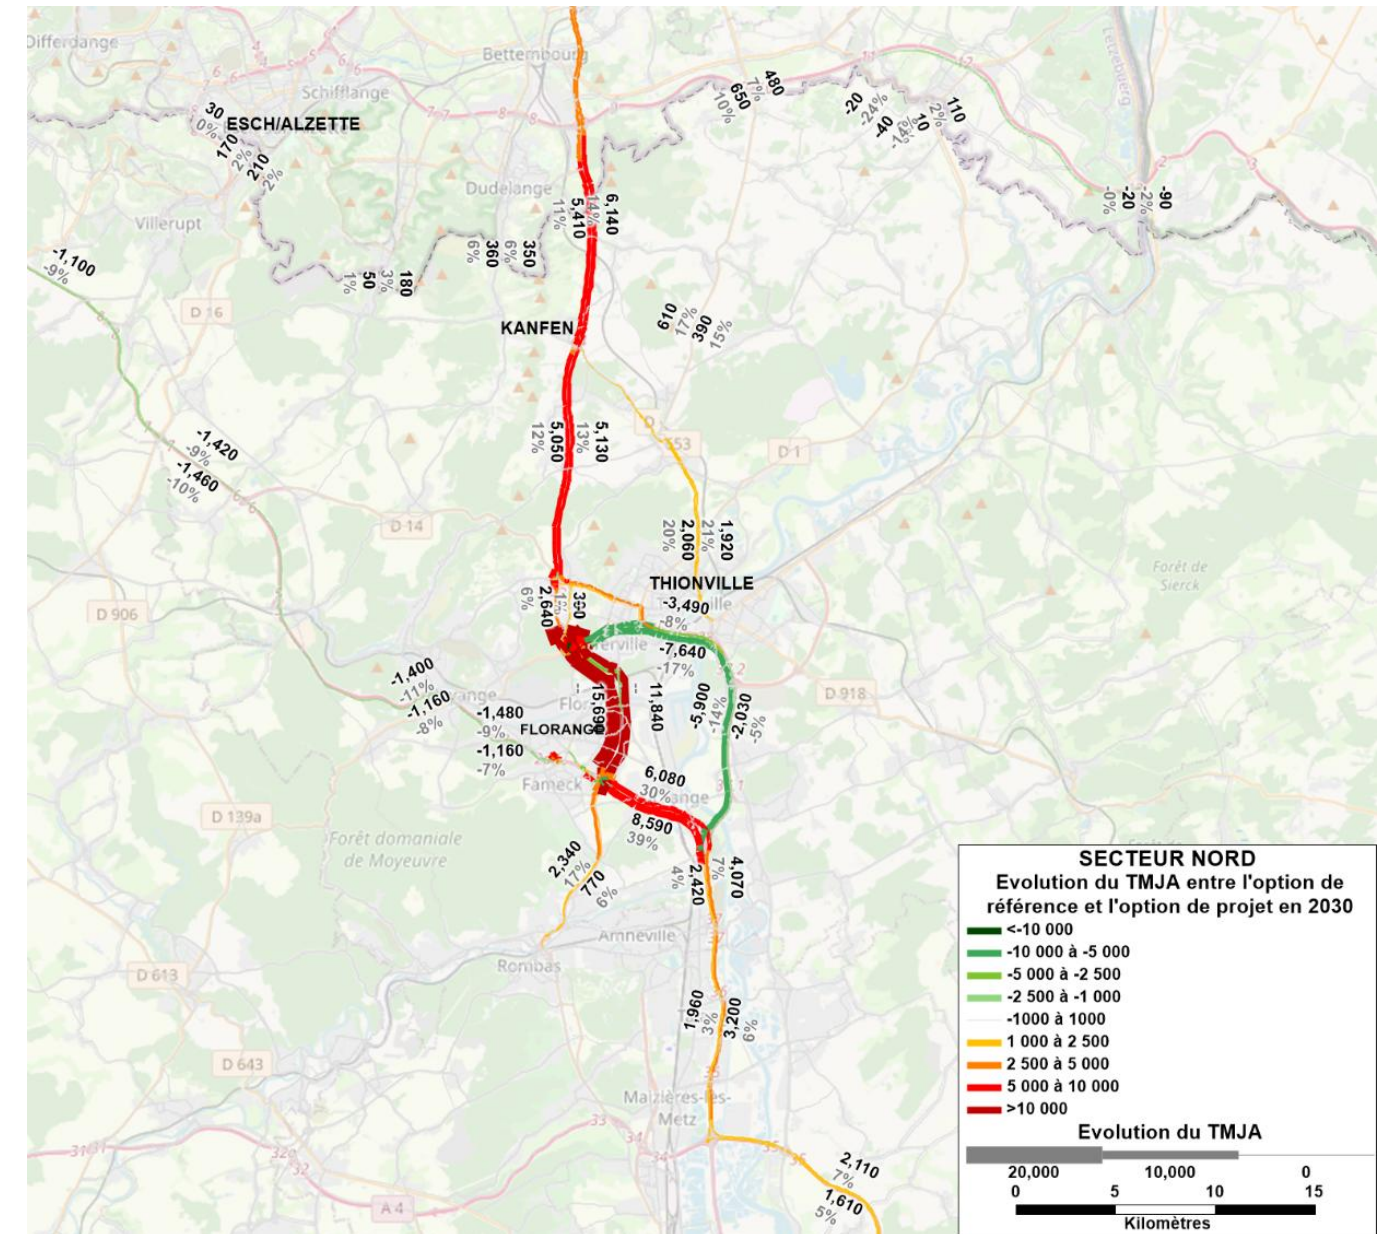 Differdange
Bettembourg
Schifflange
Lëtzebuerg
30
0%
ESCH/ALZETTE
170
2%
210
2%
650
10%
7%
480
-20
-24%
-40
-14%
10
2%
110
Dudelange
Villerupt
11%
5,410
14%
6,140
-0%
-20
-2%
-90
-1,100
-9%
6%
360
6%
350
1%
50
3%
180
D 16
KANFEN
610
17%
390
15%
-1,420
-9%
-1,460
-10%
12%
5,050
13%
5,130
D 1
D 14
20%
2,060
21%
1,920
Forêt de
Sierck
D 906
THIONVILLE
6%
2,640
1%
-3,490
-8%
-7,640
-17%
-1,400
-11%
-1,160
-8%
15,690
--
11,840
--
-5,900
-14%
-2,030
-5%
D 918
-1,480
-9%
FLORANGE
-1,160
-7%
Fameck
6,080
30%
8,590
39%
D 139a
Forêt domaniale
de Moyeuvre
2,340
17%
770
6%
4%
2,420
7%
4,070
Amnéville
Rombas
D 613
1,960
3%
3,200
6%
D 643
Maizières-lès-
Metz
31
320
32
33
34
34
35
A 4
2,110
7%
1,610
5%
SECTEUR NORD
Evolution du TMJA entre l'option de
référence et l'option de projet en 2030
<-10 000
-10 000 à -5 000
-5 000 à -2 500
-2 500 à -1 000
-1000 à 1000
1 000 à 2 500
2 500 à 5 000
5 000 à 10 000
>10 000
Evolution du TMJA
20,000 10,000 0
0 5 10 15
Kilomètres